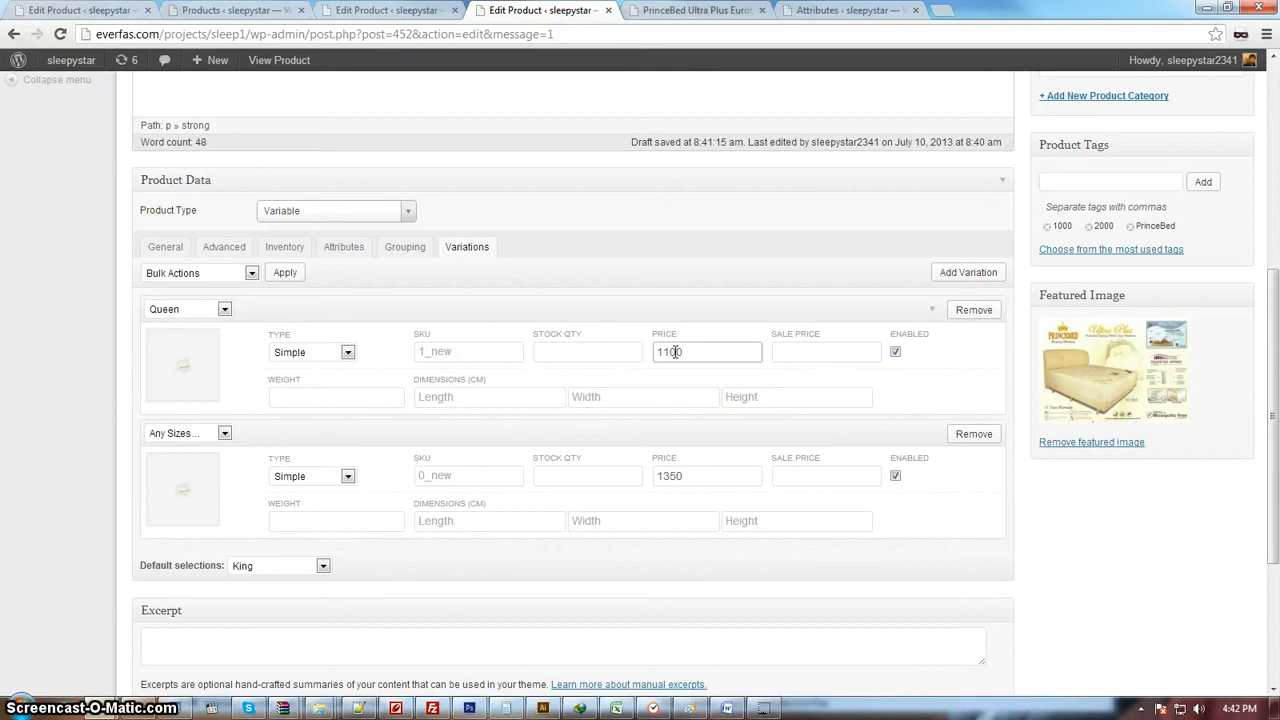 Edit Product — sleepystar —
Products — sleepystar — V
Edit Product — sleepystar —
Edit Product — sleepystar —
PrinceBed Ultra Plus Eurot
Attributes — sleepystar — V
everfas.com/projects/sleep1/wp-admin/post.php?post=452&action=edit&message=1
sleepystar 6 + New View Product Howdy, sleepystar2341
Collapse menu
Path: p » strong
Word count: 48 Draft saved at 8:41:15 am. Last edited by sleepystar2341 on July 10, 2013 at 8:40 am
Product Data
Product Type Variable
General Advanced Inventory Attributes Grouping Variations
Bulk Actions Apply Add Variation
Queen Remove
TYPE SKU STOCK QTY PRICE SALE PRICE ENABLED
Simple 1_new 1100
WEIGHT DIMENSIONS (CM)
Length Width Height
Any Sizes... Remove
TYPE SKU STOCK QTY PRICE SALE PRICE ENABLED
Simple 0_new 1350
WEIGHT DIMENSIONS (CM)
Length Width Height
Default selections: King
Excerpt
Excerpts are optional hand-crafted summaries of your content that can be used in your theme. Learn more about manual excerpts.
+ Add New Product Category
Product Tags
Add
Separate tags with commas
1000 2000 PrinceBed
Choose from the most used tags
Featured Image
PRINCEBED
Ultra Plus
Remove featured image
Screencast-O-Matic.com
4:42 PM